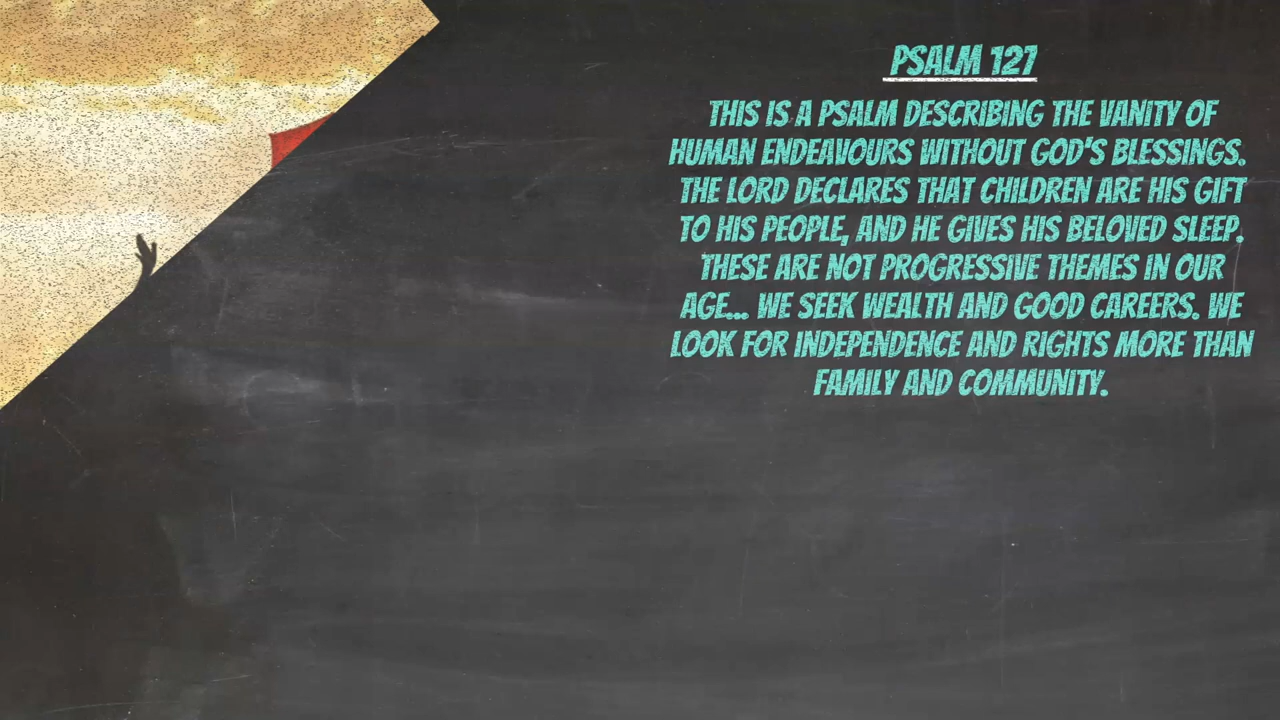 PSALM 127
THIS IS A PSALM DESCRIBING THE VANITY OF
HUMAN ENDEAVOURS WITHOUT GOD'S BLESSINGS.
THE LORD DECLARES THAT CHILDREN ARE HIS GIFT
TO HIS PEOPLE, AND HE GIVES HIS BELOVED SLEEP.
THESE ARE NOT PROGRESSIVE THEMES IN OUR
AGE... WE SEEK WEALTH AND GOOD CAREERS. WE
LOOK FOR INDEPENDENCE AND RIGHTS MORE THAN
FAMILY AND COMMUNITY.